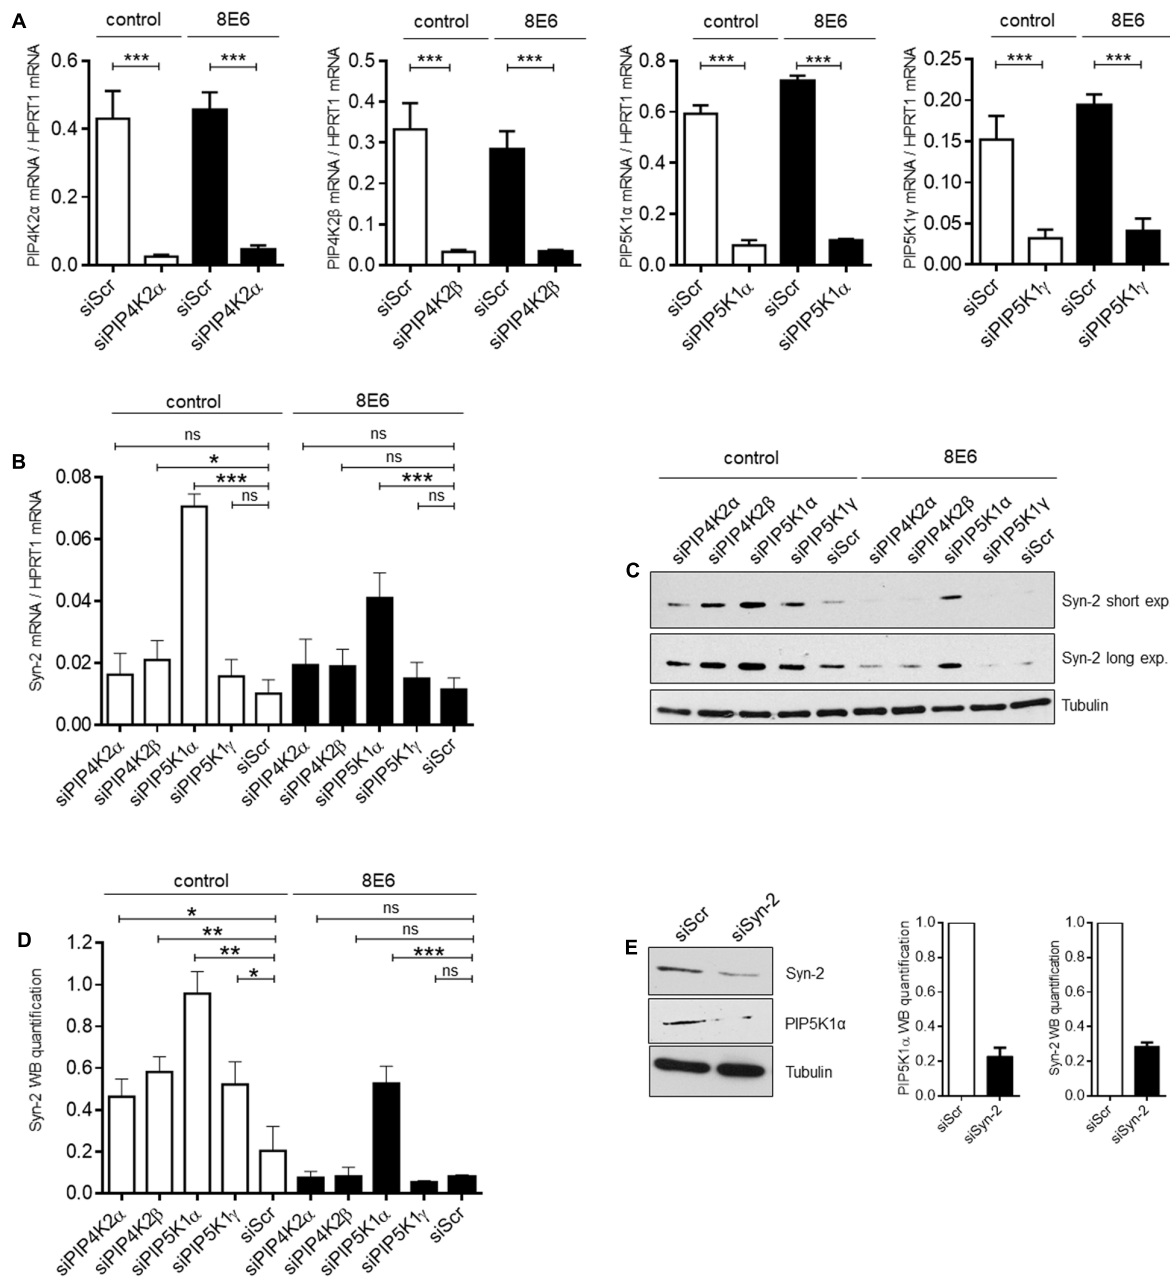 A
control 8E6
PIP4K2α mRNA / HPRT1 mRNA
*** ***
0.6
0.4
0.2
0.0
siScr siPIP4K2α siScr siPIP4K2α
control 8E6
PIP4K2β mRNA / HPRT1 mRNA
*** ***
0.5
0.4
0.3
0.2
0.1
0.0
siScr siPIP4K2β siScr siPIP4K2β
control 8E6
PIP5K1α mRNA / HPRT1 mRNA
*** ***
0.8
0.6
0.4
0.2
0.0
siScr siPIP5K1α siScr siPIP5K1α
control 8E6
PIP5K1γ mRNA / HPRT1 mRNA
*** ***
0.25
0.20
0.15
0.10
0.05
0.00
siScr siPIP5K1γ siScr siPIP5K1γ
B
control 8E6
ns ns
* ns
*** ***
ns ns
Syn-2 mRNA / HPRT1 mRNA
0.08
0.06
0.04
0.02
0.00
siPIP4K2α siPIP4K2β siPIP5K1α siPIP5K1γ siScr siPIP4K2α siPIP4K2β siPIP5K1α siPIP5K1γ siScr
C
control 8E6
siPIP4K2α siPIP4K2β siPIP5K1α siPIP5K1γ siScr siPIP4K2α siPIP4K2β siPIP5K1α siPIP5K1γ siScr
Syn-2 short exp
Syn-2 long exp.
Tubulin
D
control 8E6
* ns
** ns
** ***
* ns
Syn-2 WB quantification
1.2
1.0
0.8
0.6
0.4
0.2
0.0
siPIP4K2α siPIP4K2β siPIP5K1α siPIP5K1γ siScr siPIP4K2α siPIP4K2β siPIP5K1α siPIP5K1γ siScr
E
siScr siSyn-2
Syn-2
PIP5K1α
Tubulin
PIP5K1α WB quantification
1.0
0.8
0.6
0.4
0.2
0.0
siScr siSyn-2
Syn-2 WB quantification
1.0
0.8
0.6
0.4
0.2
0.0
siScr siSyn-2